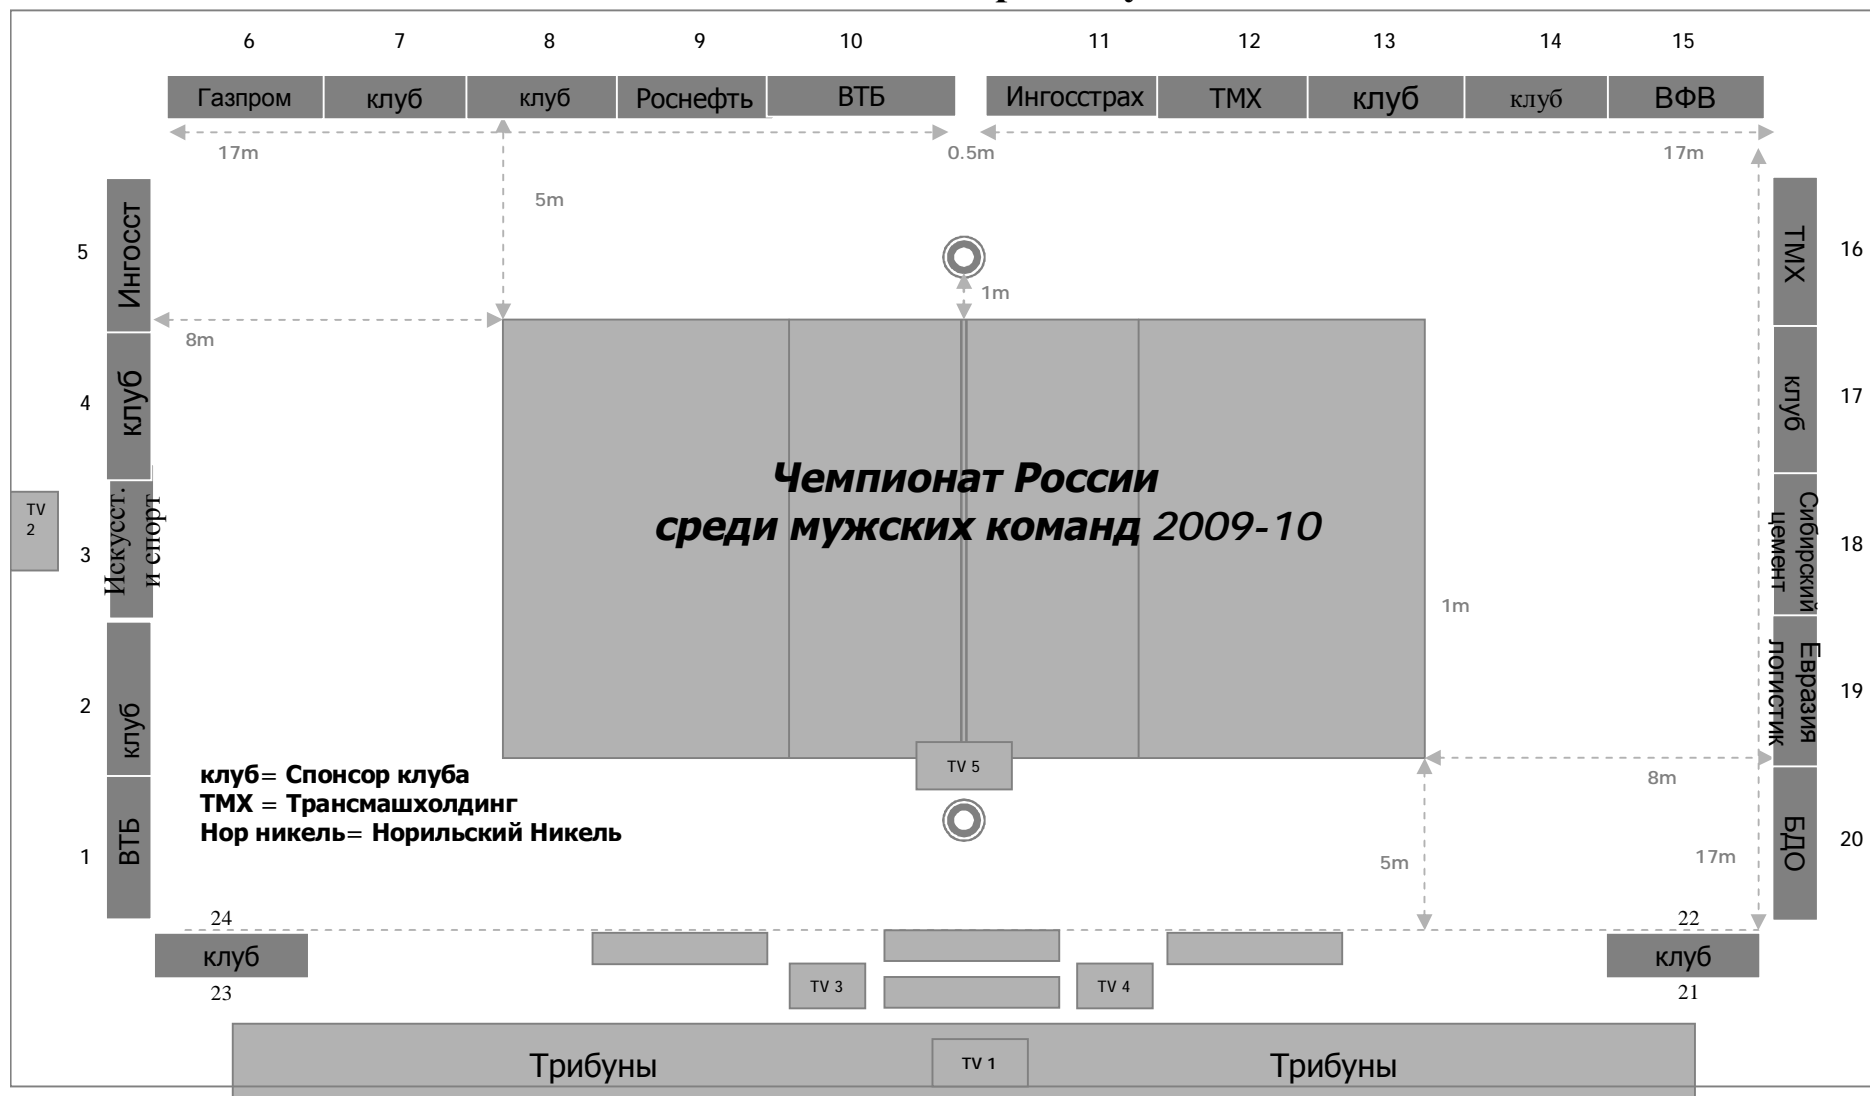 6 7 8 9 10 11 12 13 14 15
Газпром клуб клуб Роснефть ВТБ Ингосстрах ТМХ клуб клуб ВФВ
17m 0.5m 17m
5m
5 Ингосст
ТМХ 16
1m
8m
4 клуб
клуб 17
Чемпионат России
среди мужских команд 2009-10
TV
2
3 Искусст.
и спорт
Сибирский
цемент
18
1m
2 клуб
Евразия
логистик
19
TV 5
8m
клуб= Спонсор клуба
ТМХ = Трансмашхолдинг
Нор никель= Норильский Никель
1 ВТБ
БДО 20
5m 17m
24 22
клуб клуб
23 21
TV 3 TV 4
Трибуны TV 1 Трибуны